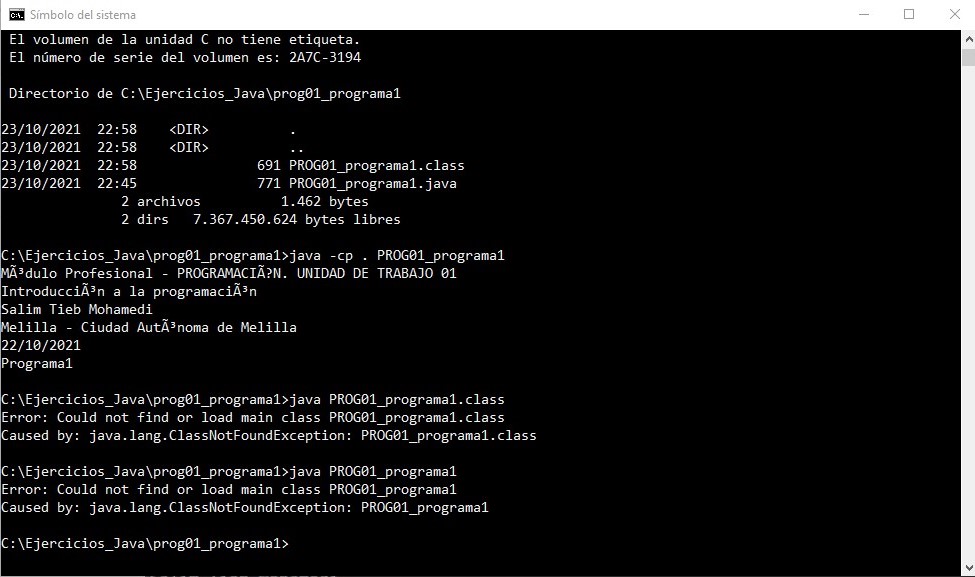 Símbolo del sistema
El volumen de la unidad C no tiene etiqueta.
El número de serie del volumen es: 2A7C-3194
Directorio de C:\Ejercicios_Java\prog01_programa1
23/10/2021  22:58    <DIR>          .
23/10/2021  22:58    <DIR>          ..
23/10/2021  22:58               691 PROG01_programa1.class
23/10/2021  22:45               771 PROG01_programa1.java
2 archivos          1.462 bytes
2 dirs   7.367.450.624 bytes libres
C:\Ejercicios_Java\prog01_programa1>java -cp . PROG01_programa1
MÃ³dulo Profesional - PROGRAMACIÃ?N. UNIDAD DE TRABAJO 01
IntroducciÃ³n a la programaciÃ³n
Salim Tieb Mohamedi
Melilla - Ciudad AutÃ³noma de Melilla
22/10/2021
Programa1
C:\Ejercicios_Java\prog01_programa1>java PROG01_programa1.class
Error: Could not find or load main class PROG01_programa1.class
Caused by: java.lang.ClassNotFoundException: PROG01_programa1.class
C:\Ejercicios_Java\prog01_programa1>java PROG01_programa1
Error: Could not find or load main class PROG01_programa1
Caused by: java.lang.ClassNotFoundException: PROG01_programa1
C:\Ejercicios_Java\prog01_programa1>